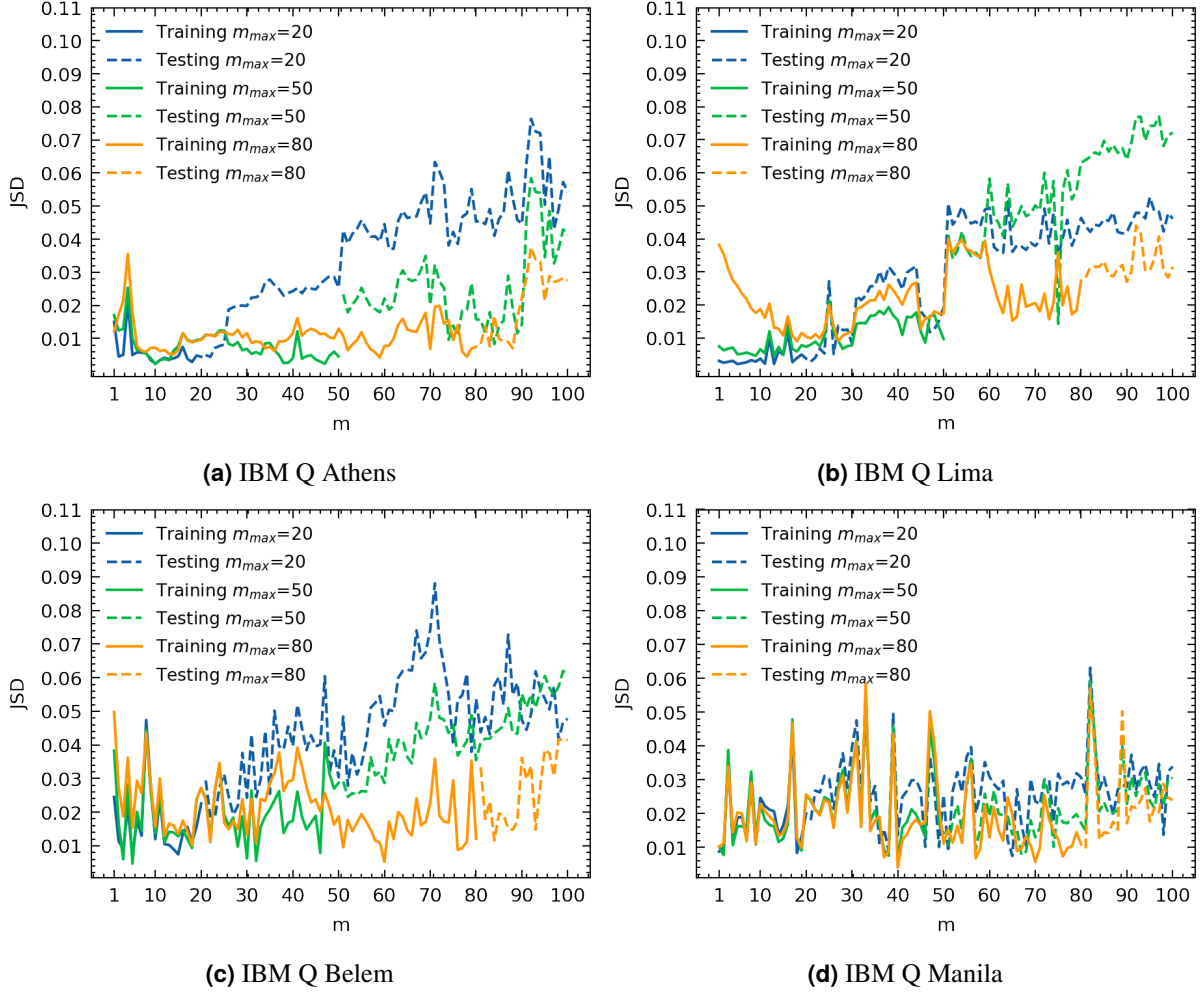 0.11
0.10
0.09
0.08
0.07
0.06
0.05
0.04
0.03
0.02
0.01
JSD
Training m_max=20
Testing m_max=20
Training m_max=50
Testing m_max=50
Training m_max=80
Testing m_max=80
1 10 20 30 40 50 60 70 80 90 100
m
(a) IBM Q Athens
0.11
0.10
0.09
0.08
0.07
0.06
0.05
0.04
0.03
0.02
0.01
JSD
Training m_max=20
Testing m_max=20
Training m_max=50
Testing m_max=50
Training m_max=80
Testing m_max=80
1 10 20 30 40 50 60 70 80 90 100
m
(b) IBM Q Lima
0.11
0.10
0.09
0.08
0.07
0.06
0.05
0.04
0.03
0.02
0.01
JSD
Training m_max=20
Testing m_max=20
Training m_max=50
Testing m_max=50
Training m_max=80
Testing m_max=80
1 10 20 30 40 50 60 70 80 90 100
m
(c) IBM Q Belem
0.11
0.10
0.09
0.08
0.07
0.06
0.05
0.04
0.03
0.02
0.01
JSD
Training m_max=20
Testing m_max=20
Training m_max=50
Testing m_max=50
Training m_max=80
Testing m_max=80
1 10 20 30 40 50 60 70 80 90 100
m
(d) IBM Q Manila